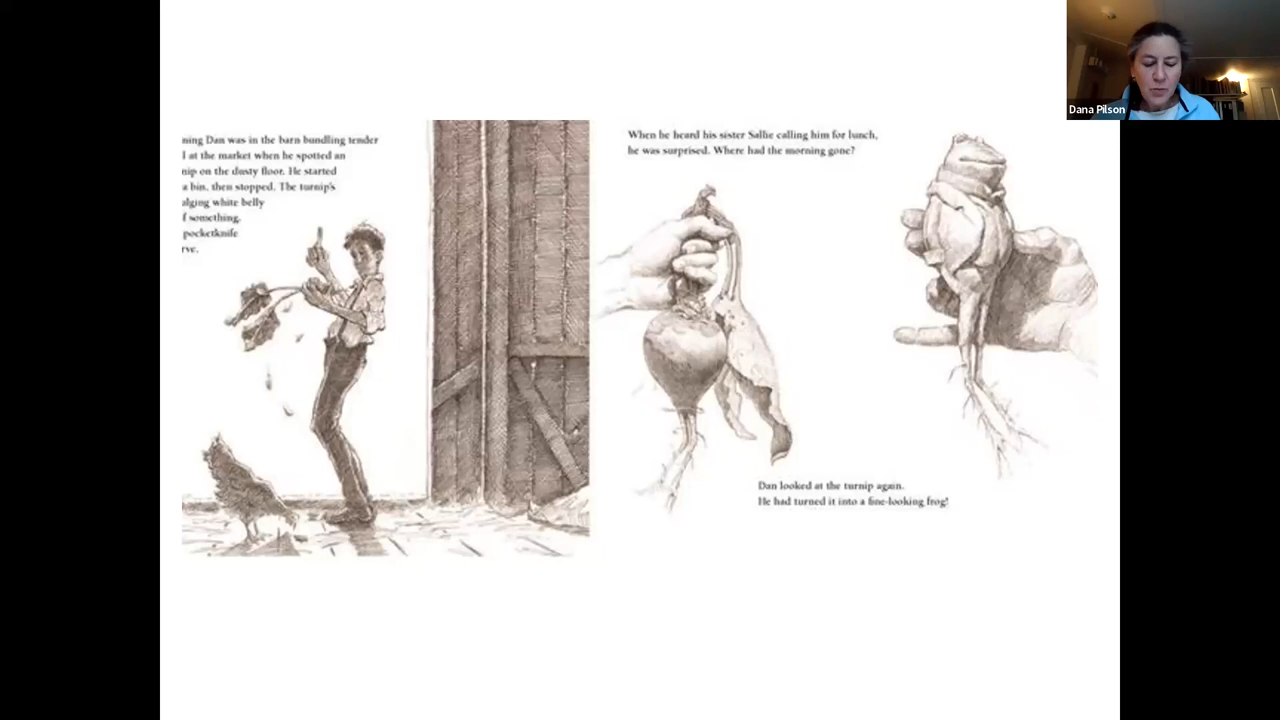 ning Dan was in the barn bundling tender
l at the market when he spotted an
nip on the dusty floor. He started
a bin, then stopped. The turnip's
ulging white belly
f something.
pocketknife
rve.
When he heard his sister Sallie calling him for lunch,
he was surprised. Where had the morning gone?
Dan looked at the turnip again.
He had turned it into a fine-looking frog!
Dana Pilson